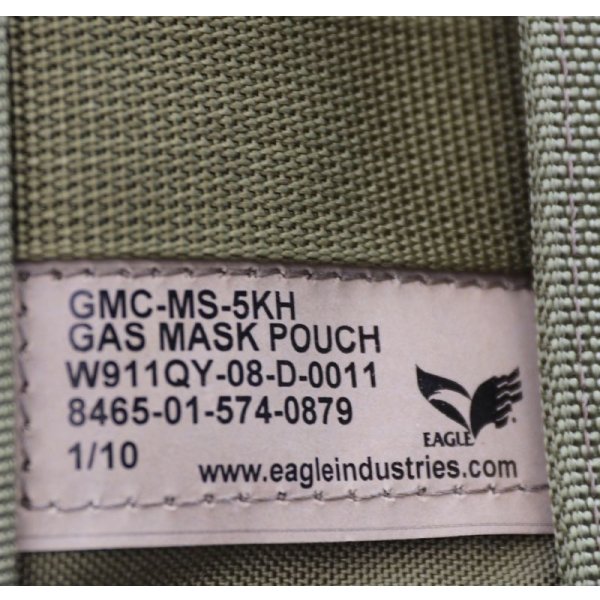 GMC-MS-5KH
GAS MASK POUCH
W911QY-08-D-0011
8465-01-574-0879
1/10
EAGLE®
www.eagleindustries.com